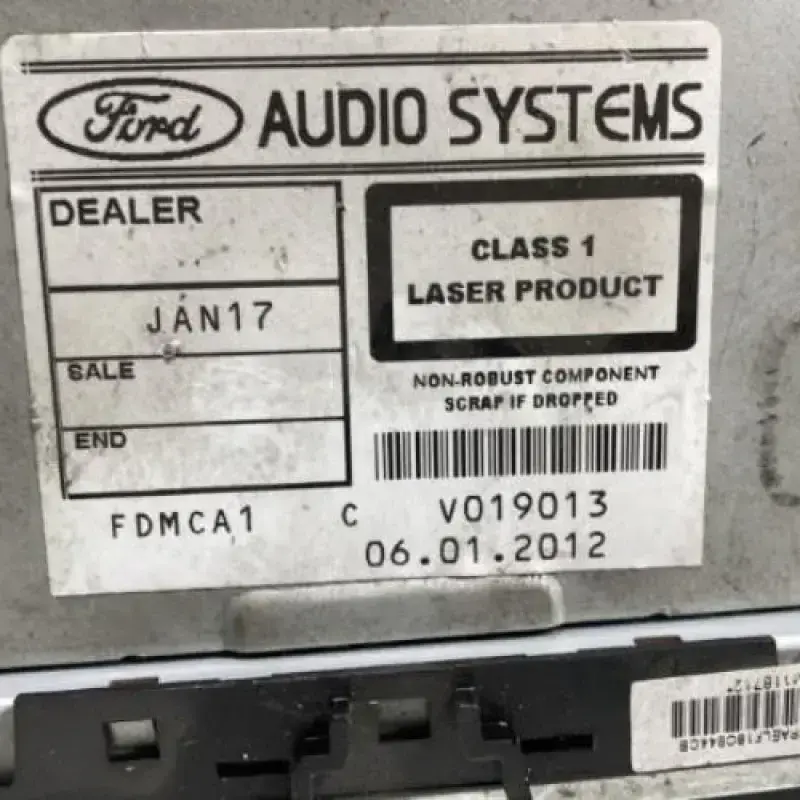 Ford AUDIO SYSTEMS
DEALER
JAN17
SALE
END
CLASS 1
LASER PRODUCT
NON-ROBUST COMPONENT
SCRAP IF DROPPED
FDMCA1 C V019013
06.01.2012